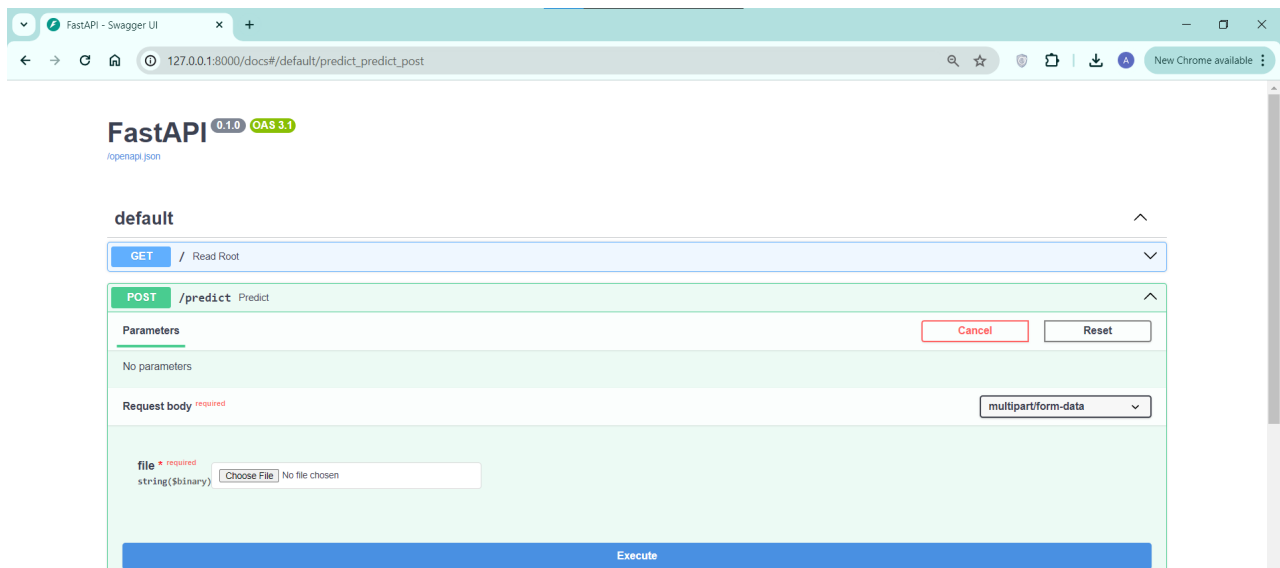 FastAPI - Swagger UI
127.0.0.1:8000/docs#/default/predict_predict_post
A
New Chrome available
FastAPI 0.1.0 OAS 3.1
/openapi.json
default
GET / Read Root
POST /predict Predict
Parameters
Cancel
Reset
No parameters
Request body required
multipart/form-data
file * required
string($binary)
Choose File No file chosen
Execute